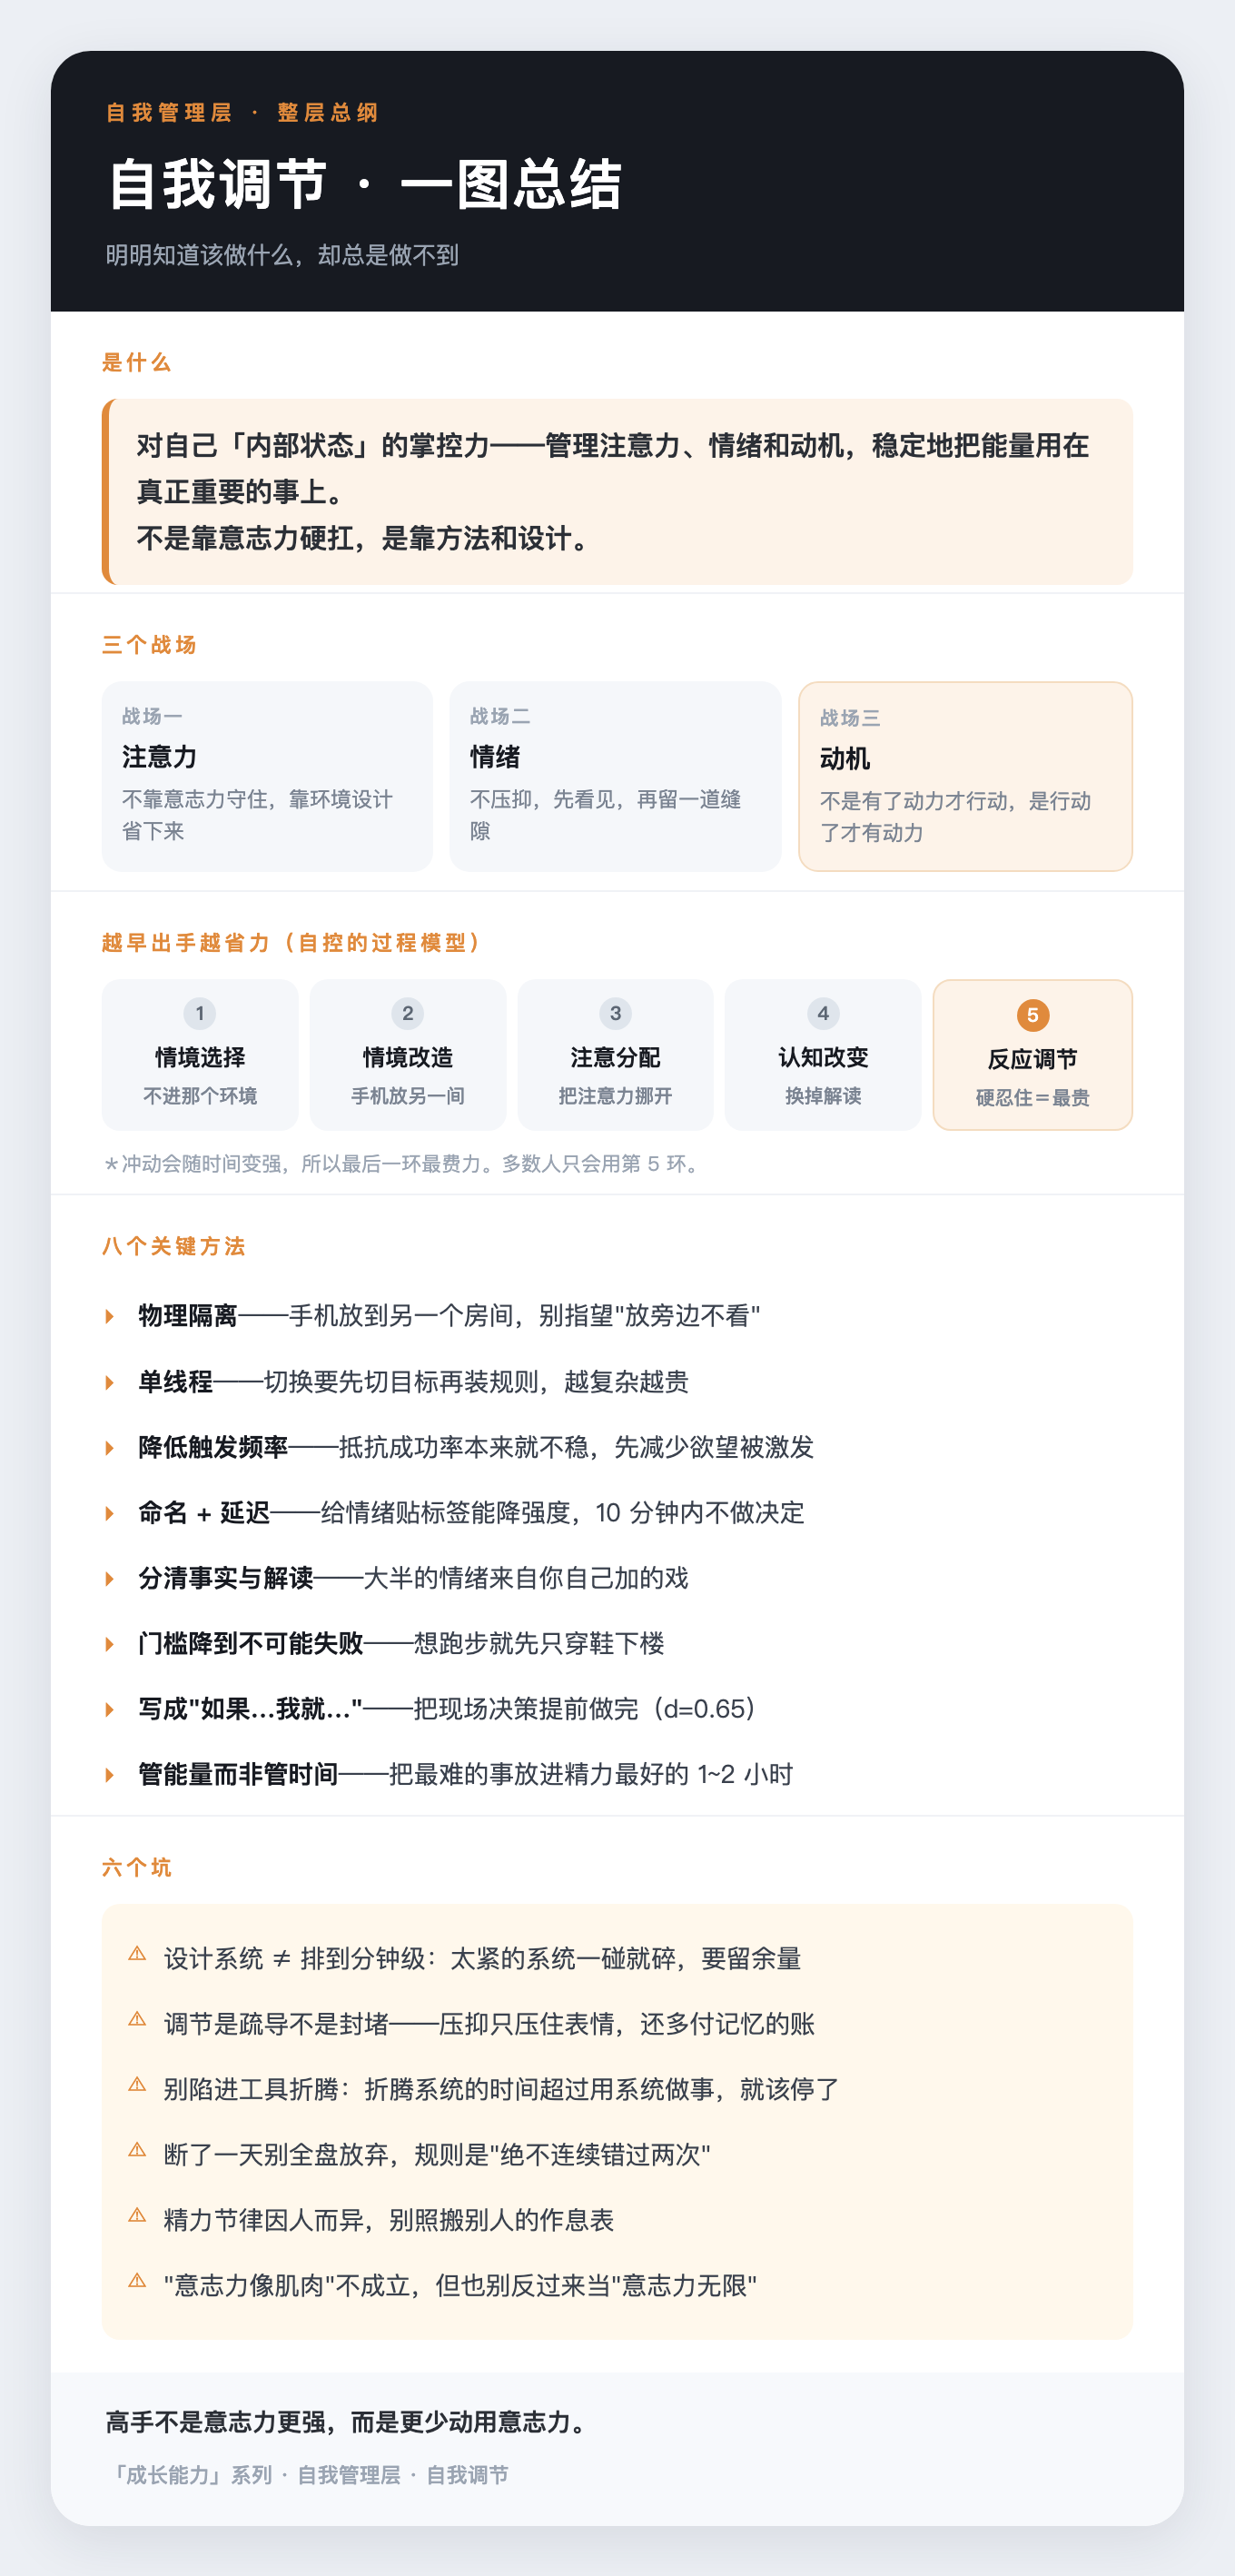 自我管理层 · 整层总纲
自我调节 · 一图总结
明明知道该做什么，却总是做不到
是什么
对自己「内部状态」的掌控力——管理注意力、情绪和动机，稳定地把能量用在
真正重要的事上。
不是靠意志力硬扛，是靠方法和设计。
三个战场
战场一
注意力
不靠意志力守住，靠环境设计
省下来
战场二
情绪
不压抑，先看见，再留一道缝
隙
战场三
动机
不是有了动力才行动，是行动
了才有动力
越早出手越省力（自控的过程模型）
1
情境选择
不进那个环境
2
情境改造
手机放另一间
3
注意分配
把注意力挪开
4
认知改变
换掉解读
5
反应调节
硬忍住＝最贵
＊冲动会随时间变强，所以最后一环最费力。多数人只会用第 5 环。
八个关键方法
物理隔离——手机放到另一个房间，别指望"放旁边不看"
单线程——切换要先切目标再装规则，越复杂越贵
降低触发频率——抵抗成功率本来就不稳，先减少欲望被激发
命名 + 延迟——给情绪贴标签能降强度，10 分钟内不做决定
分清事实与解读——大半的情绪来自你自己加的戏
门槛降到不可能失败——想跑步就先只穿鞋下楼
写成"如果…我就…"——把现场决策提前做完（d=0.65）
管能量而非管时间——把最难的事放进精力最好的 1~2 小时
六个坑
⚠ 设计系统 ≠ 排到分钟级：太紧的系统一碰就碎，要留余量
⚠ 调节是疏导不是封堵——压抑只压住表情，还多付记忆的账
⚠ 别陷进工具折腾：折腾系统的时间超过用系统做事，就该停了
⚠ 断了一天别全盘放弃，规则是"绝不连续错过两次"
⚠ 精力节律因人而异，别照搬别人的作息表
⚠ "意志力像肌肉"不成立，但也别反过来当"意志力无限"
高手不是意志力更强，而是更少动用意志力。
「成长能力」系列 · 自我管理层 · 自我调节